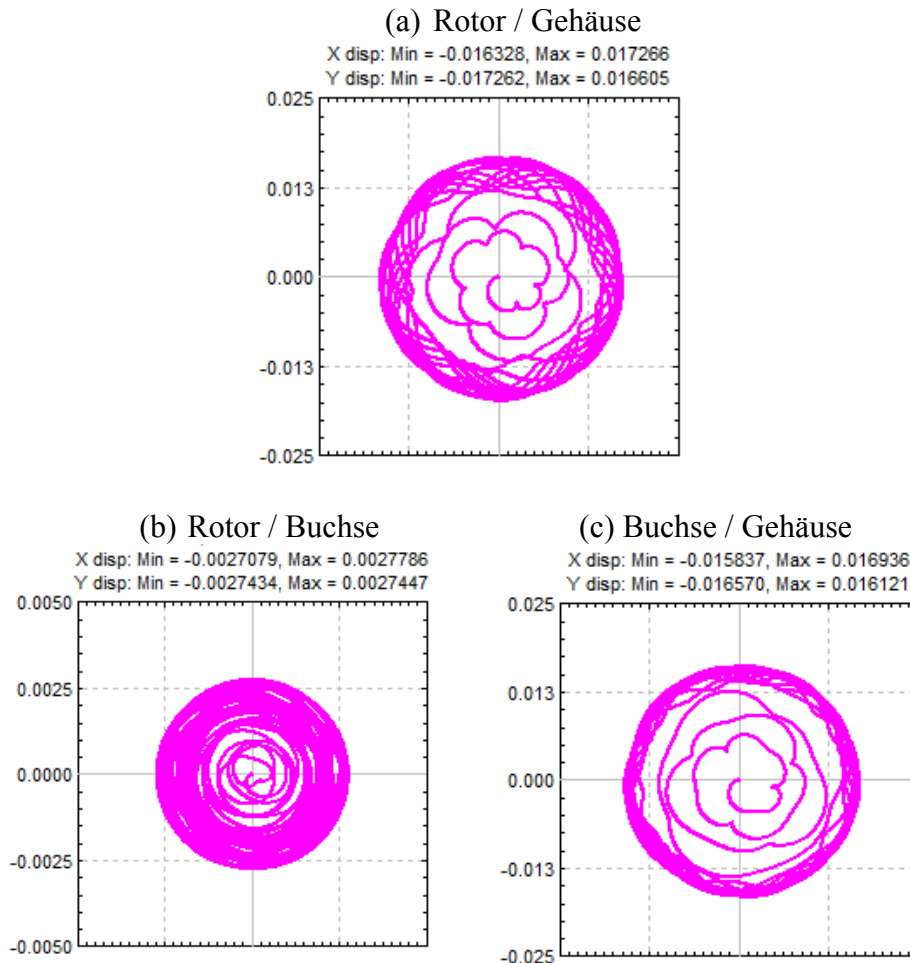 (a) Rotor / Gehäuse
X disp: Min = -0.016328, Max = 0.017266
Y disp: Min = -0.017262, Max = 0.016605
0.025
0.013
0.000
-0.013
-0.025
(b) Rotor / Buchse
X disp: Min = -0.0027079, Max = 0.0027786
Y disp: Min = -0.0027434, Max = 0.0027447
0.0050
0.0025
0.0000
-0.0025
-0.0050
(c) Buchse / Gehäuse
X disp: Min = -0.015837, Max = 0.016936
Y disp: Min = -0.016570, Max = 0.016121
0.025
0.013
0.000
-0.013
-0.025